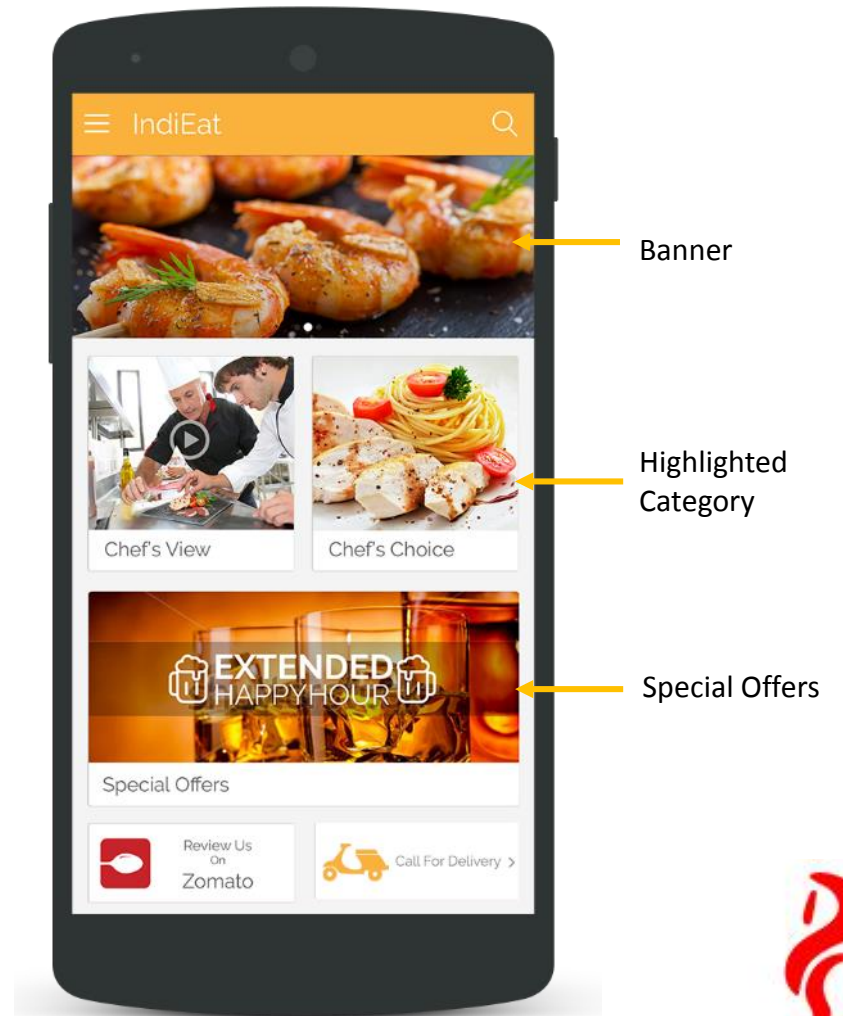 IndiEat
Banner
Highlighted
Category
Chef's View
Chef's Choice
EXTENDED
HAPPYHOUR
Special Offers
Special Offers
Review Us
On
Zomato
Call For Delivery >